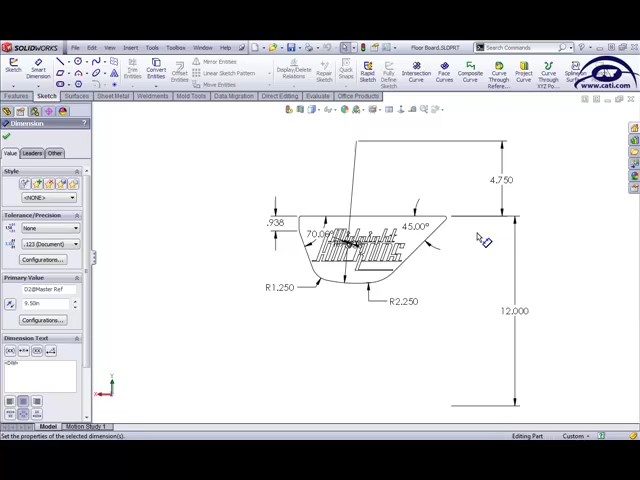 SOLIDWORKS
File Edit View Insert Tools Window Help
Floor Board.SLDPRT
Search Commands
Sketch
Smart Dimension
Trim Entities
Convert Entities
Offset Entities
Mirror Entities
Linear Sketch Pattern
Move Entities
Display/Delete Relations
Repair Sketch
Quick Snaps
Rapid Sketch
Intersection Curve
Face Curves
Composite Curve
Curve Through Refere...
Project Curve
Curve Through XYZ Po...
www.cati.com
Features Sketch Surfaces Sheet Metal Weldments Mold Tools Data Migration Direct Editing Evaluate Office Products
Dimension
Value Leaders Other
Style
<NONE>
Tolerance/Precision
None
.123 (Document)
Configurations...
Primary Value
D2@Master Ref
9.50in
Configurations...
Dimension Text
<DIM>
4.750
.938
70.00°
45.00°
R1.250
R2.250
12.000
Y
X
Model Motion Study 1
Set the properties of the selected dimension(s).
Editing Part
Custom